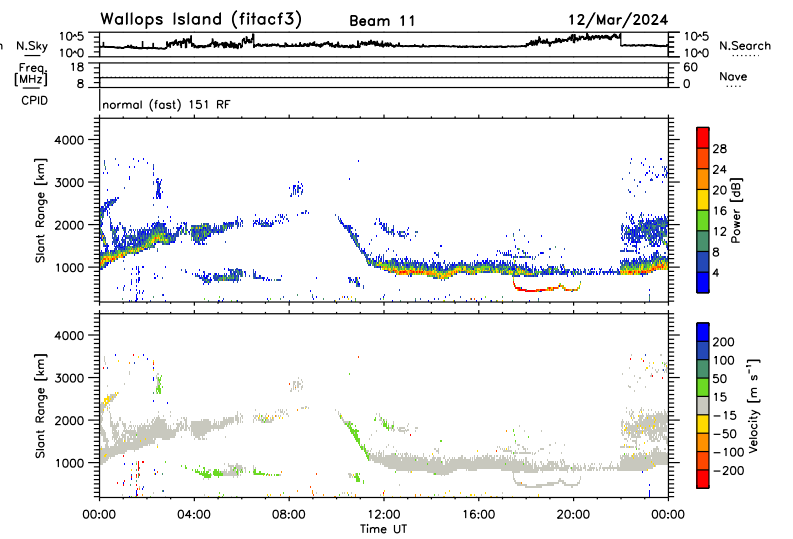 Wallops Island (fitacf3) Beam 11 12/Mar/2024
N.Sky 10^5 10^0 10^5 10^0 N.Search
Freq. [MHz] 18 8 60 0 Nave
CPID normal (fast) 151 RF
Slant Range [km] 4000 3000 2000 1000
28 24 20 16 12 8 4 Power [dB]
Slant Range [km] 4000 3000 2000 1000
200 100 50 15 -15 -50 -100 -200 Velocity [m s⁻¹]
00:00 04:00 08:00 12:00 16:00 20:00 00:00
Time UT